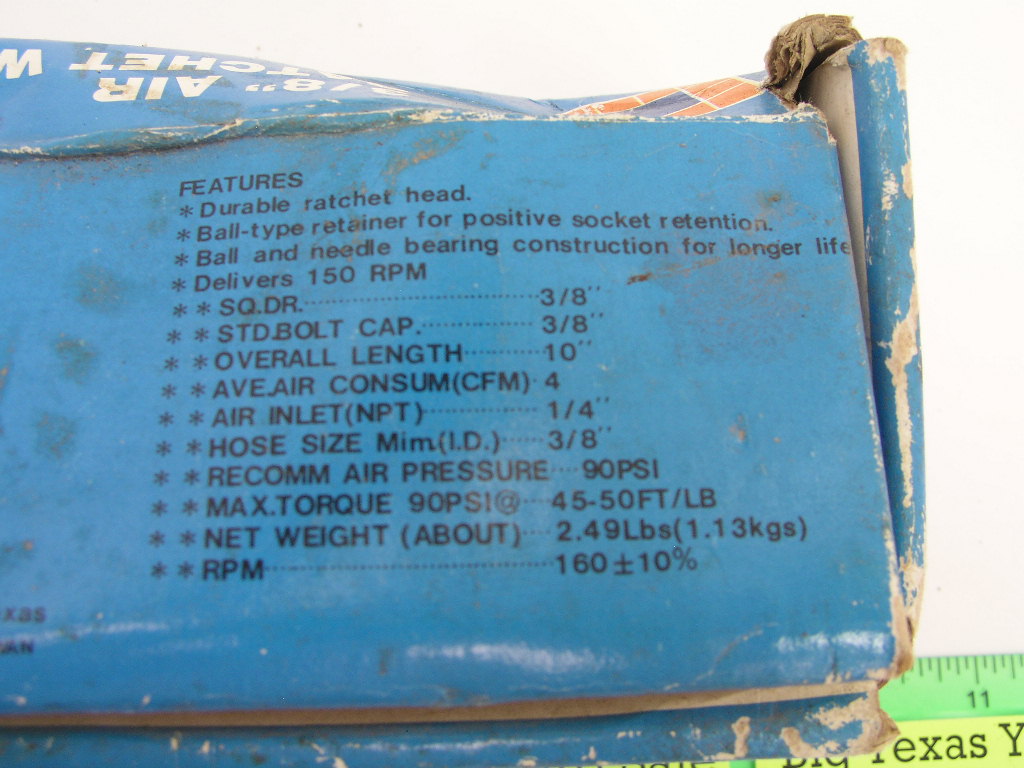 3/8" AIR
RATCHET W
FEATURES
*Durable ratchet head.
*Ball-type retainer for positive socket retention.
*Ball and needle bearing construction for longer life
*Delivers 150 RPM
**SQ.DR.................................3/8"
**STD.BOLT CAP.................3/8"
**OVERALL LENGTH...........10"
**AVE.AIR CONSUM(CFM)·4
**AIR INLET(NPT)................1/4"
**HOSE SIZE Mim.(I.D.)......3/8"
**RECOMM AIR PRESSURE....90PSI
**MAX.TORQUE 90PSI@...45-50FT/LB
**NET WEIGHT (ABOUT)....2.49Lbs(1.13kgs)
**RPM........................................160±10%
xas
AN
11
Big Texas Y